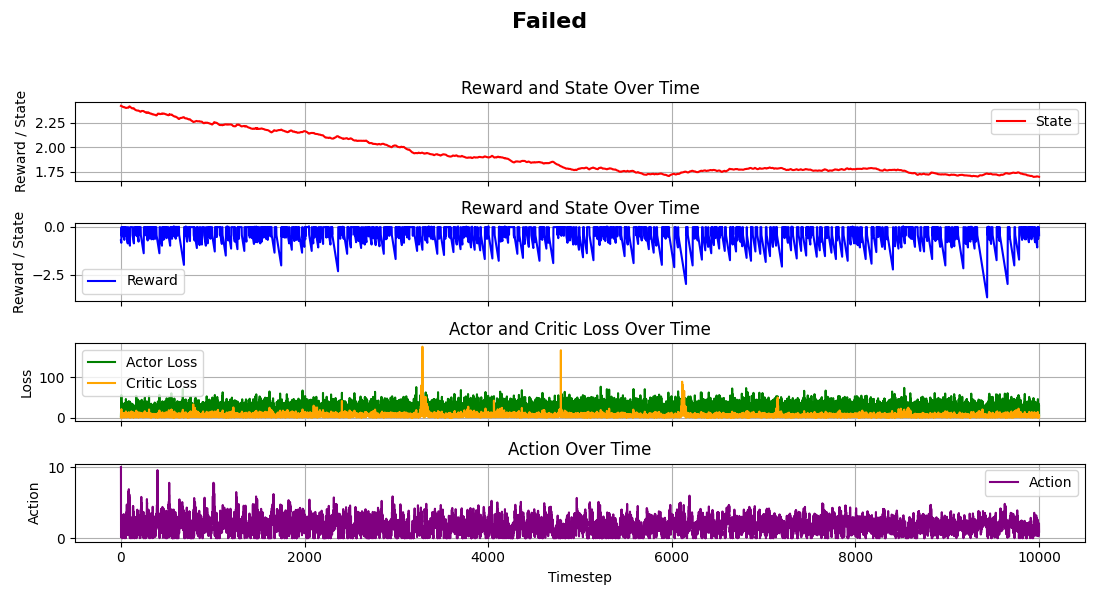 Failed
Reward and State Over Time
Reward / State
2.25
2.00
1.75
State
Reward and State Over Time
Reward / State
0.0
−2.5
Reward
Actor and Critic Loss Over Time
Loss
100
0
Actor Loss
Critic Loss
Action Over Time
Action
10
0
Action
0 2000 4000 6000 8000 10000
Timestep